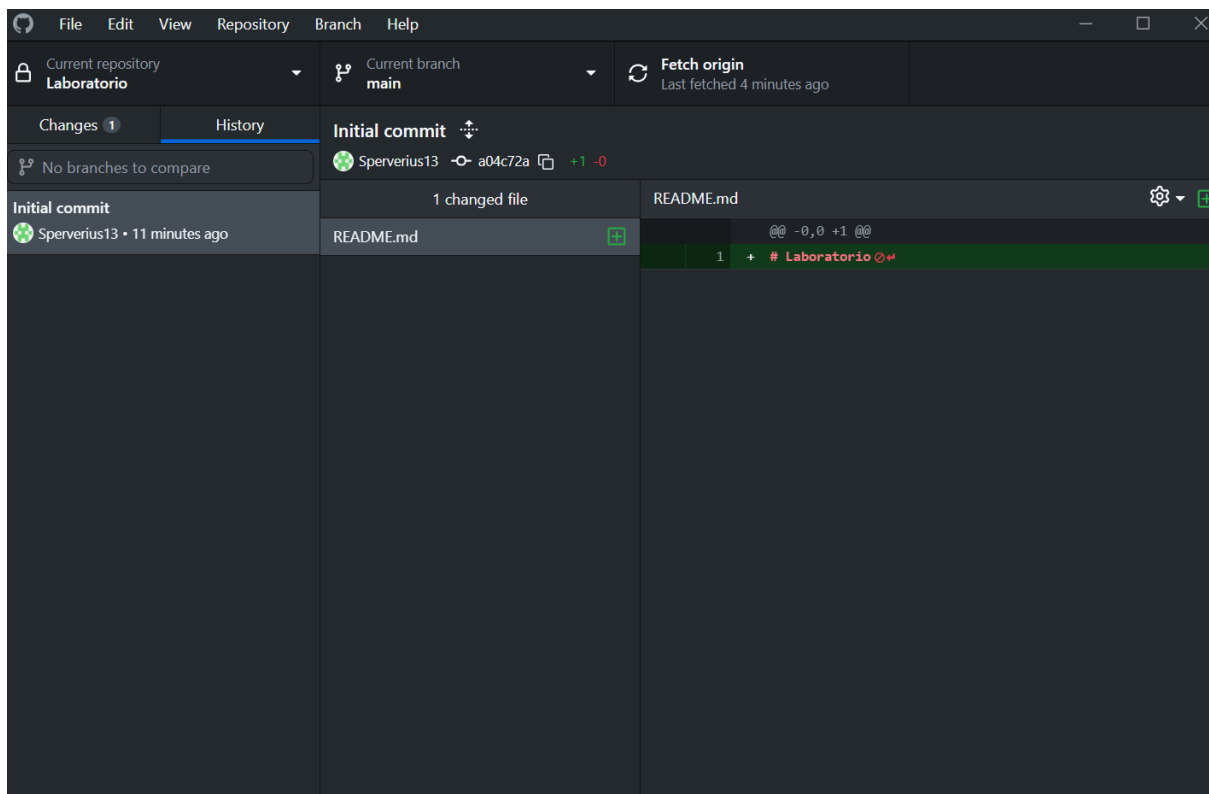 File Edit View Repository Branch Help
Current repository
Laboratorio
Current branch
main
Fetch origin
Last fetched 4 minutes ago
Changes 1 History
No branches to compare
Initial commit
Sperverius13 • 11 minutes ago
Initial commit
Sperverius13 a04c72a +1 -0
1 changed file
README.md
README.md
@@ -0,0 +1 @@
1 + # Laboratorio